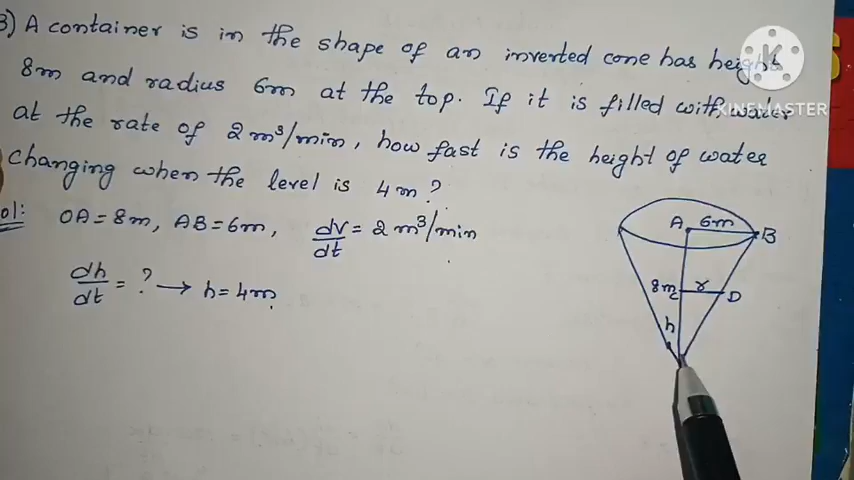 3) A container is in the shape of an inverted cone has height
8m and radius 6m at the top. If it is filled with water
at the rate of 2 m³/min, how fast is the height of water
changing when the level is 4 m?
Sol: OA = 8m, AB = 6m, dv/dt = 2 m³/min
dh/dt = ? → h = 4m.
A 6m B
8m C r D
h
K
KINEMASTER